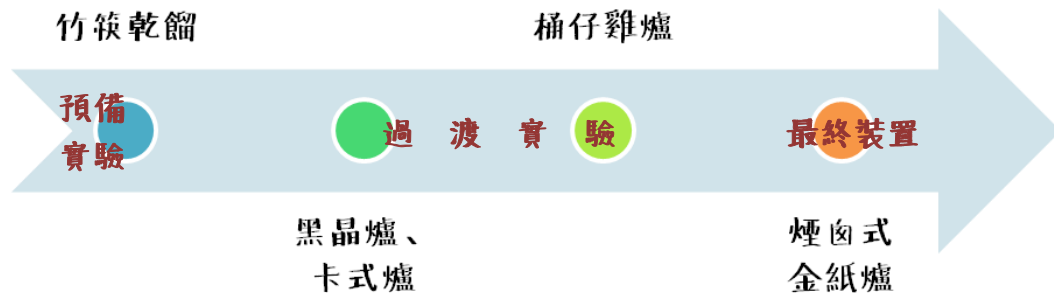 竹筷乾餾
桶仔雞爐
預備
實驗
過渡實驗
最終裝置
黑晶爐、
卡式爐
煙囪式
金紙爐